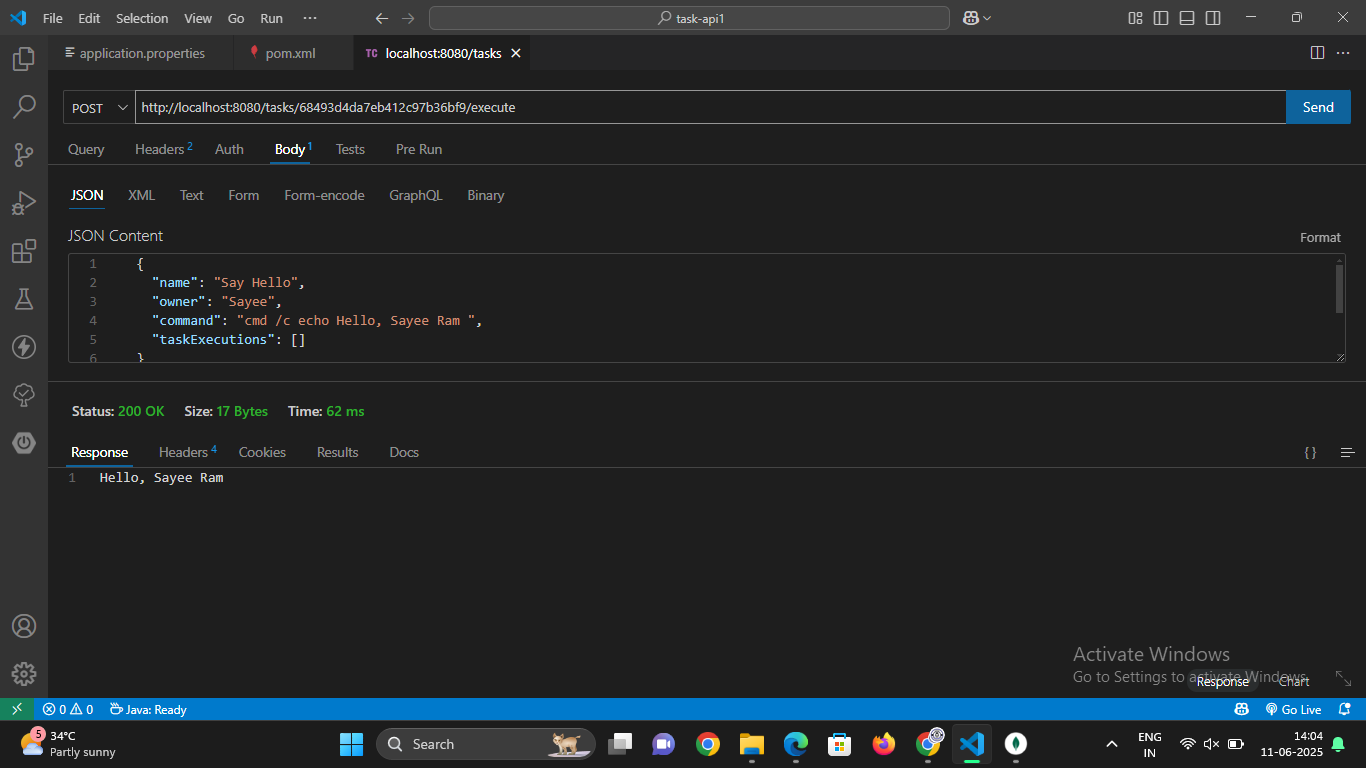 File Edit Selection View Go Run ··· task-api1
application.properties pom.xml TC localhost:8080/tasks
POST http://localhost:8080/tasks/68493d4da7eb412c97b36bf9/execute Send
Query Headers 2 Auth Body 1 Tests Pre Run
JSON XML Text Form Form-encode GraphQL Binary
JSON Content
Format
1 {
2 "name": "Say Hello",
3 "owner": "Sayee",
4 "command": "cmd /c echo Hello, Sayee Ram ",
5 "taskExecutions": []
6 }
Status: 200 OK Size: 17 Bytes Time: 62 ms
Response Headers 4 Cookies Results Docs { }
1 Hello, Sayee Ram
Activate Windows
Go to Settings to activate Windows.
Response Chart
0 0 Java: Ready Go Live
5 34°C
Partly sunny
Search
ENG
IN
14:04
11-06-2025